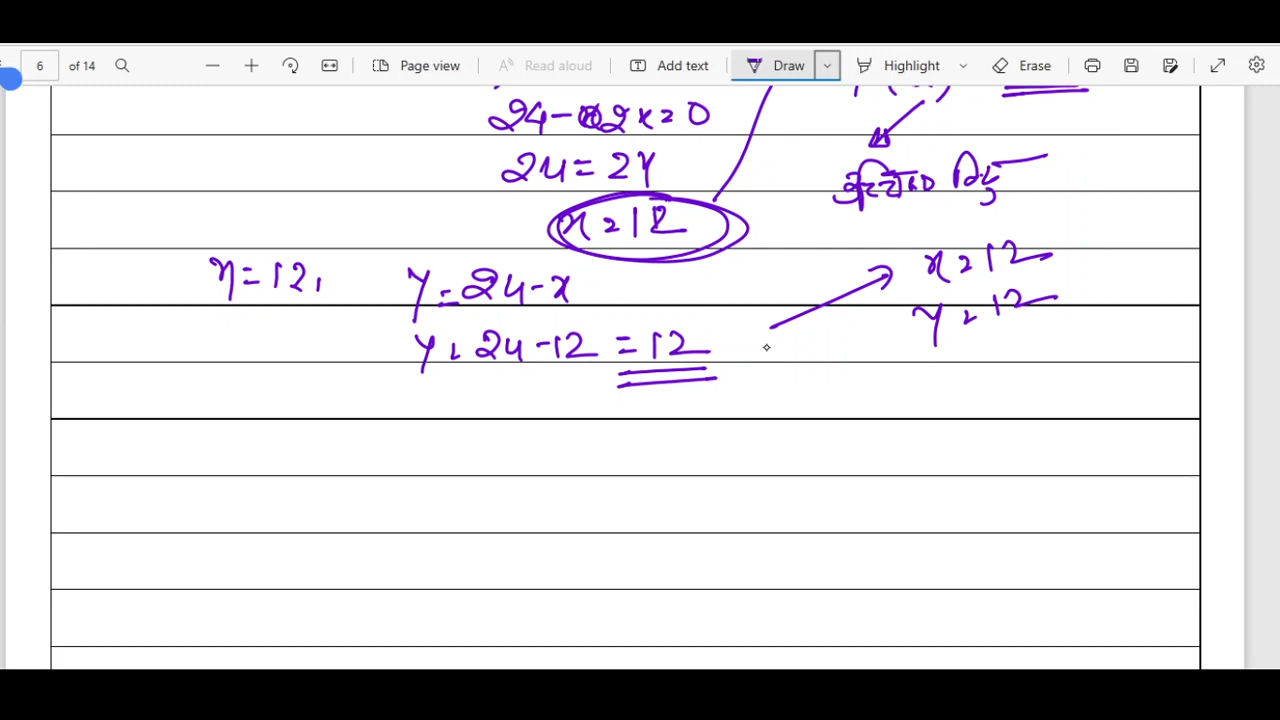 6 of 14 Page view Read aloud Add text Draw Highlight Erase
24-2x=0
24=2x
x=12
x=12, y=24-x
y=24-12 =12
x=12
y=12